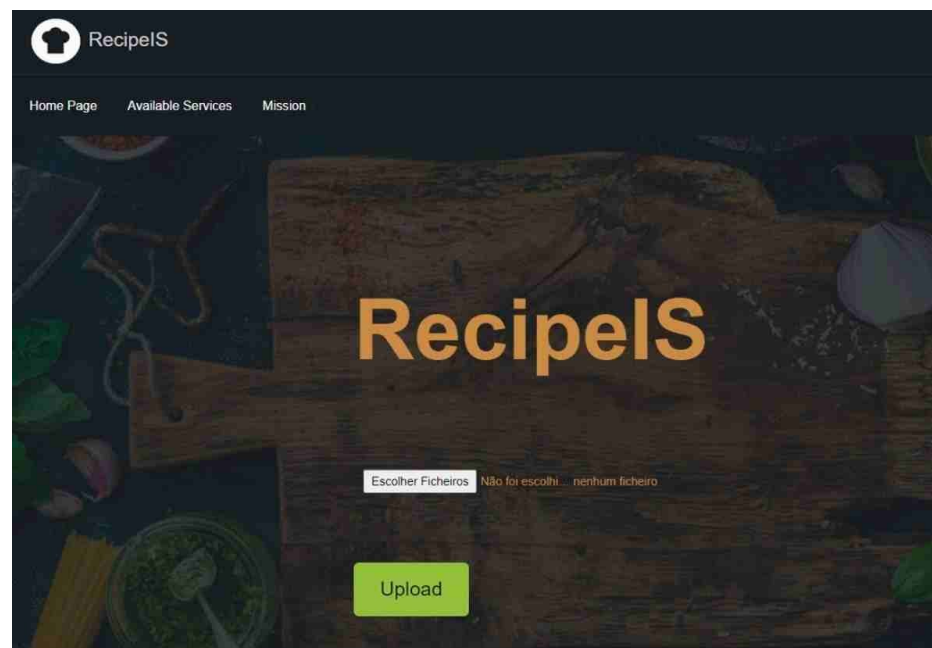 RecipeIS
Home Page Available Services Mission
RecipeIS
Escolher Ficheiros Não foi escolhi... nenhum ficheiro
Upload